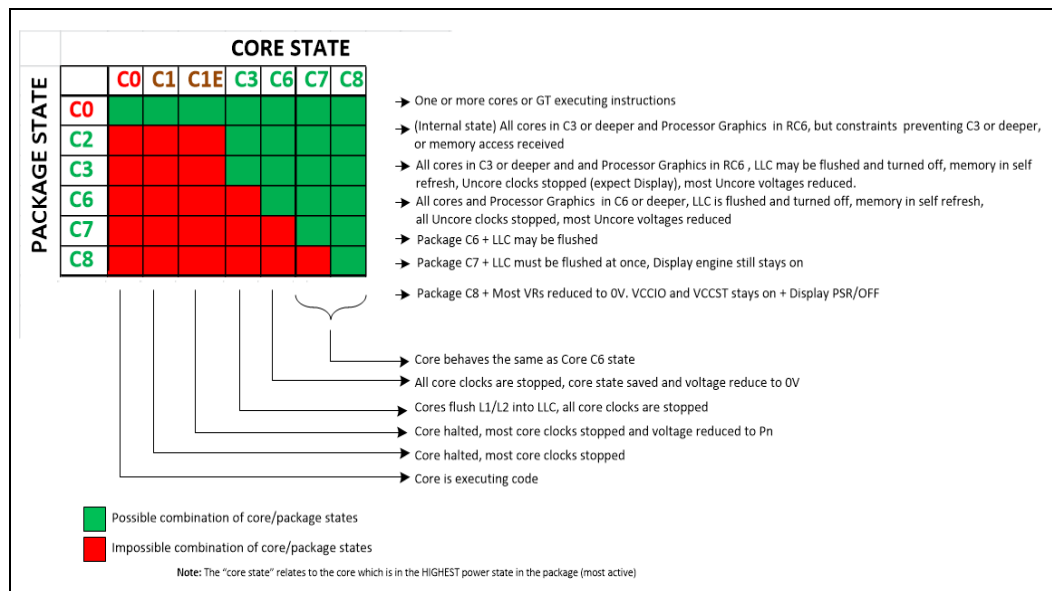 CORE STATE
PACKAGE STATE
C0 C1 C1E C3 C6 C7 C8
C0
C2
C3
C6
C7
C8
One or more cores or GT executing instructions
(Internal state) All cores in C3 or deeper and Processor Graphics in RC6, but constraints preventing C3 or deeper,
or memory access received
All cores in C3 or deeper and and Processor Graphics in RC6 , LLC may be flushed and turned off, memory in self
refresh, Uncore clocks stopped (expect Display), most Uncore voltages reduced.
All cores and Processor Graphics in C6 or deeper, LLC is flushed and turned off, memory in self refresh,
all Uncore clocks stopped, most Uncore voltages reduced
Package C6 + LLC may be flushed
Package C7 + LLC must be flushed at once, Display engine still stays on
Package C8 + Most VRs reduced to 0V. VCCIO and VCCST stays on + Display PSR/OFF
Core behaves the same as Core C6 state
All core clocks are stopped, core state saved and voltage reduce to 0V
Cores flush L1/L2 into LLC, all core clocks are stopped
Core halted, most core clocks stopped and voltage reduced to Pn
Core halted, most core clocks stopped
Core is executing code
Possible combination of core/package states
Impossible combination of core/package states
Note: The "core state" relates to the core which is in the HIGHEST power state in the package (most active)